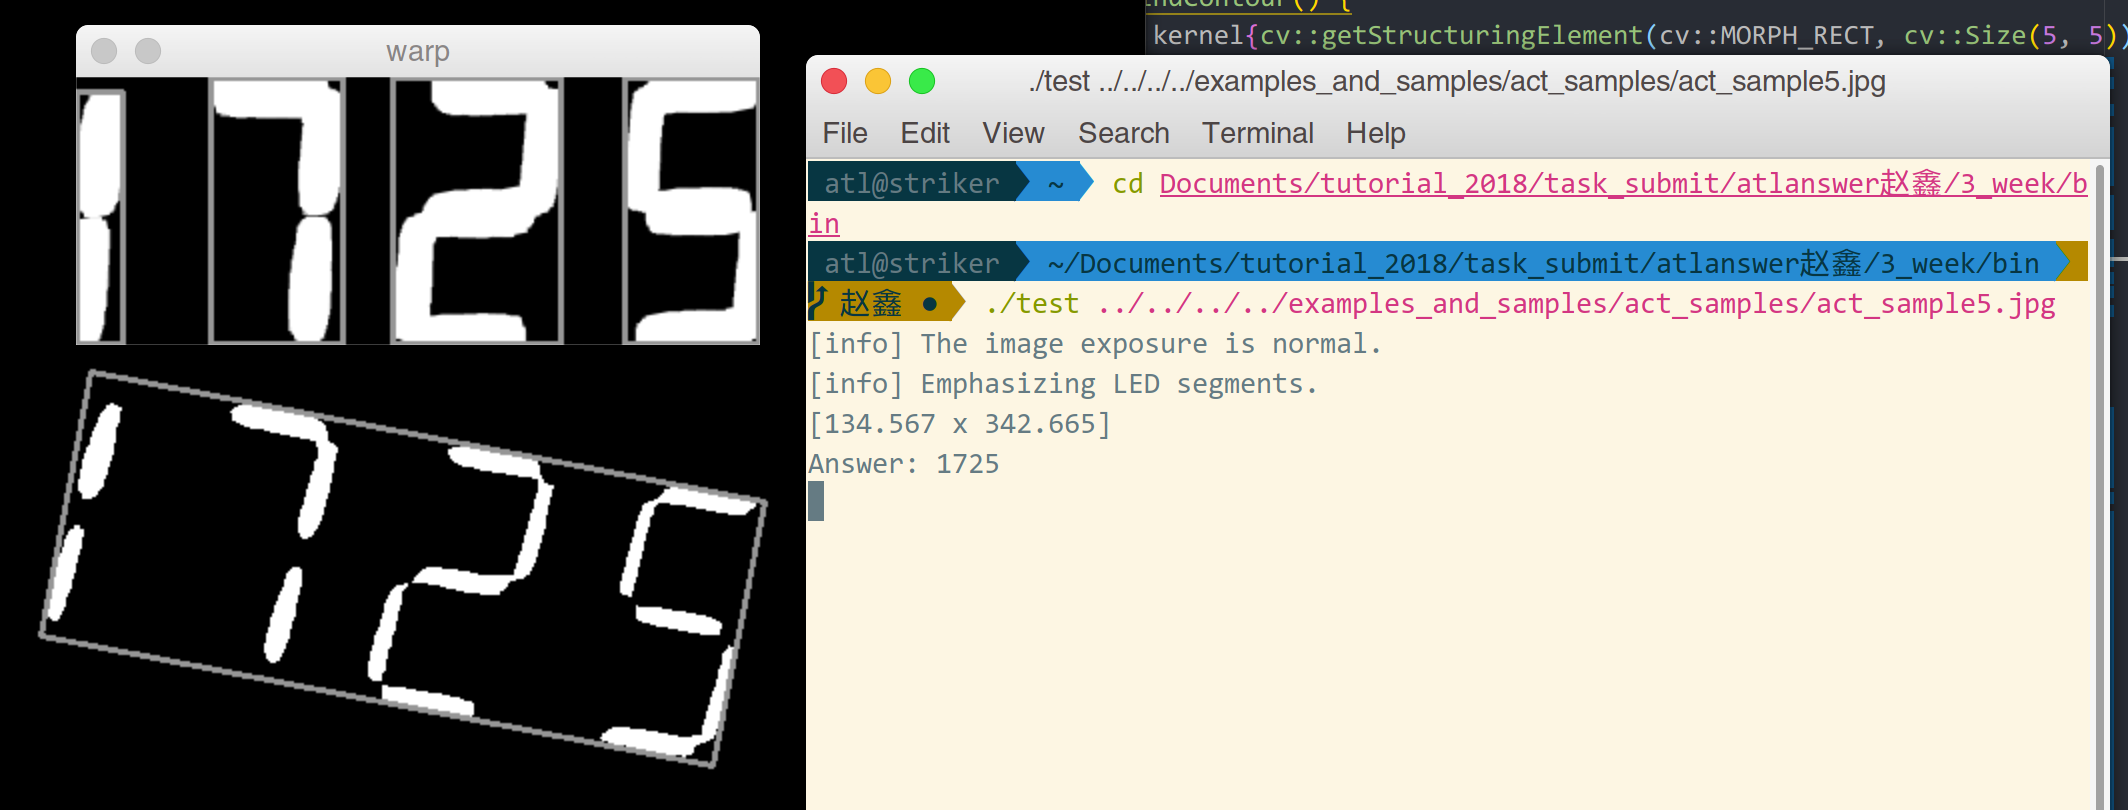 warp
1725
1725
kernel{cv::getStructuringElement(cv::MORPH_RECT, cv::Size(5, 5))
./test ../../../../examples_and_samples/act_samples/act_sample5.jpg
File Edit View Search Terminal Help
atl@striker ~ cd Documents/tutorial_2018/task_submit/atlanswer赵鑫/3_week/b
in
atl@striker ~/Documents/tutorial_2018/task_submit/atlanswer赵鑫/3_week/bin
赵鑫 ● ./test ../../../../examples_and_samples/act_samples/act_sample5.jpg
[info] The image exposure is normal.
[info] Emphasizing LED segments.
[134.567 x 342.665]
Answer: 1725